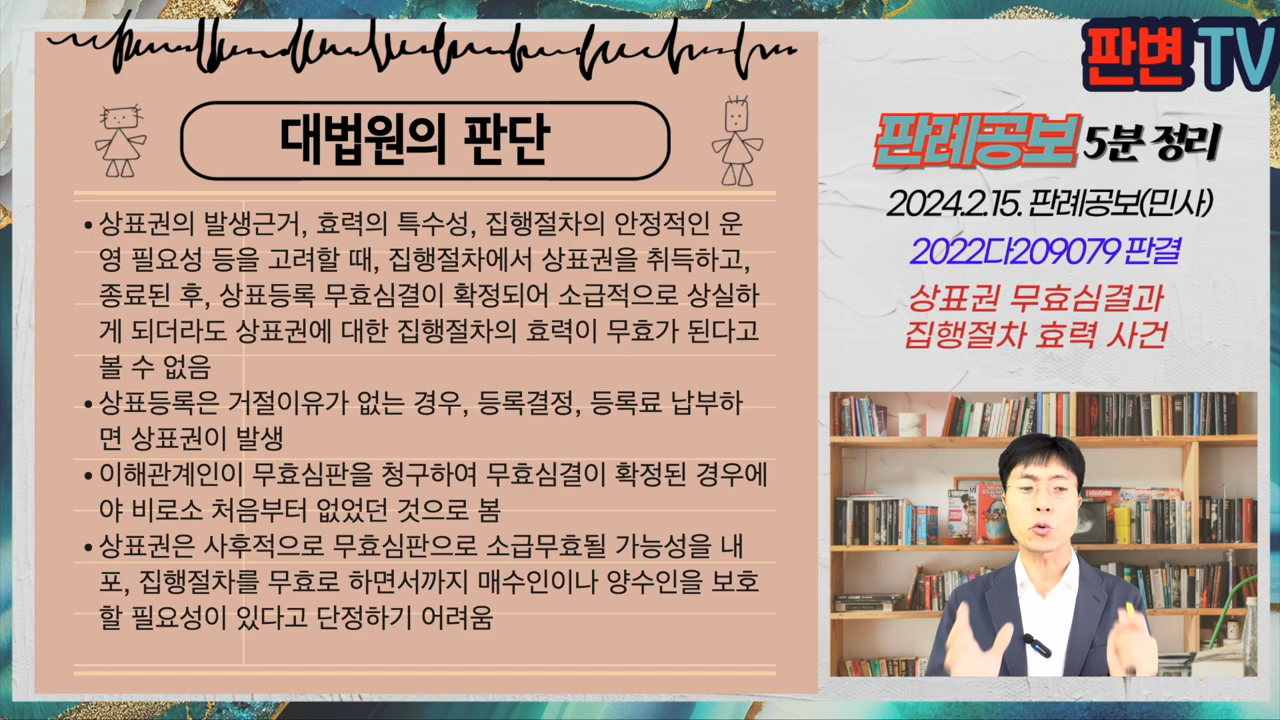 판변 TV
대법원의 판단
• 상표권의 발생근거, 효력의 특수성, 집행절차의 안정적인 운
영 필요성 등을 고려할 때, 집행절차에서 상표권을 취득하고,
종료된 후, 상표등록 무효심결이 확정되어 소급적으로 상실하
게 되더라도 상표권에 대한 집행절차의 효력이 무효가 된다고
볼 수 없음
• 상표등록은 거절이유가 없는 경우, 등록결정, 등록료 납부하
면 상표권이 발생
• 이해관계인이 무효심판을 청구하여 무효심결이 확정된 경우에
야 비로소 처음부터 없었던 것으로 봄
• 상표권은 사후적으로 무효심판으로 소급무효될 가능성을 내
포, 집행절차를 무효로 하면서까지 매수인이나 양수인을 보호
할 필요성이 있다고 단정하기 어려움
판례공보 5분 정리
2024.2.15. 판례공보(민사)
2022다209079 판결
상표권 무효심결과
집행절차 효력 사건